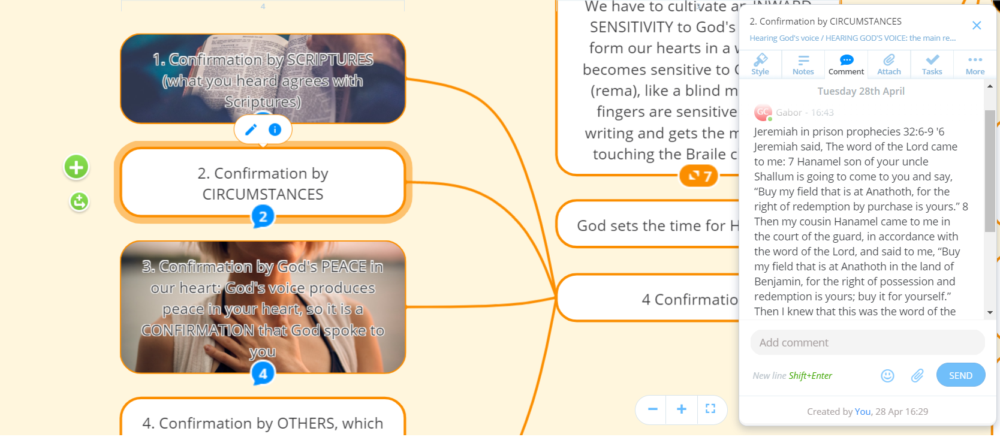 4
1. Confirmation by SCRIPTURES
(what you heard agrees with
Scriptures)
2. Confirmation by
CIRCUMSTANCES
2
3. Confirmation by God's PEACE in
our heart: God's voice produces
peace in your heart, so it is a
CONFIRMATION that God spoke to
you
4
4. Confirmation by OTHERS, which
We have to cultivate an INWARD
SENSITIVITY to God's
form our hearts in a
becomes sensitive to
(rema), like a blind
fingers are sensitive
writing and gets the
touching the Braile
7
God sets the time for
4 Confirmatio
2. Confirmation by CIRCUMSTANCES
Hearing God's voice / HEARING GOD'S VOICE: the main re...
Style
Notes
Comment
Attach
Tasks
More
Tuesday 28th April
GC Gabor - 16:43
Jeremiah in prison prophecies 32:6-9 '6
Jeremiah said, The word of the Lord came
to me: 7 Hanamel son of your uncle
Shallum is going to come to you and say,
“Buy my field that is at Anathoth, for the
right of redemption by purchase is yours.” 8
Then my cousin Hanamel came to me in
the court of the guard, in accordance with
the word of the Lord, and said to me, “Buy
my field that is at Anathoth in the land of
Benjamin, for the right of possession and
redemption is yours; buy it for yourself.”
Then I knew that this was the word of the
Add comment
New line Shift+Enter
SEND
Created by You, 28 Apr 16:29